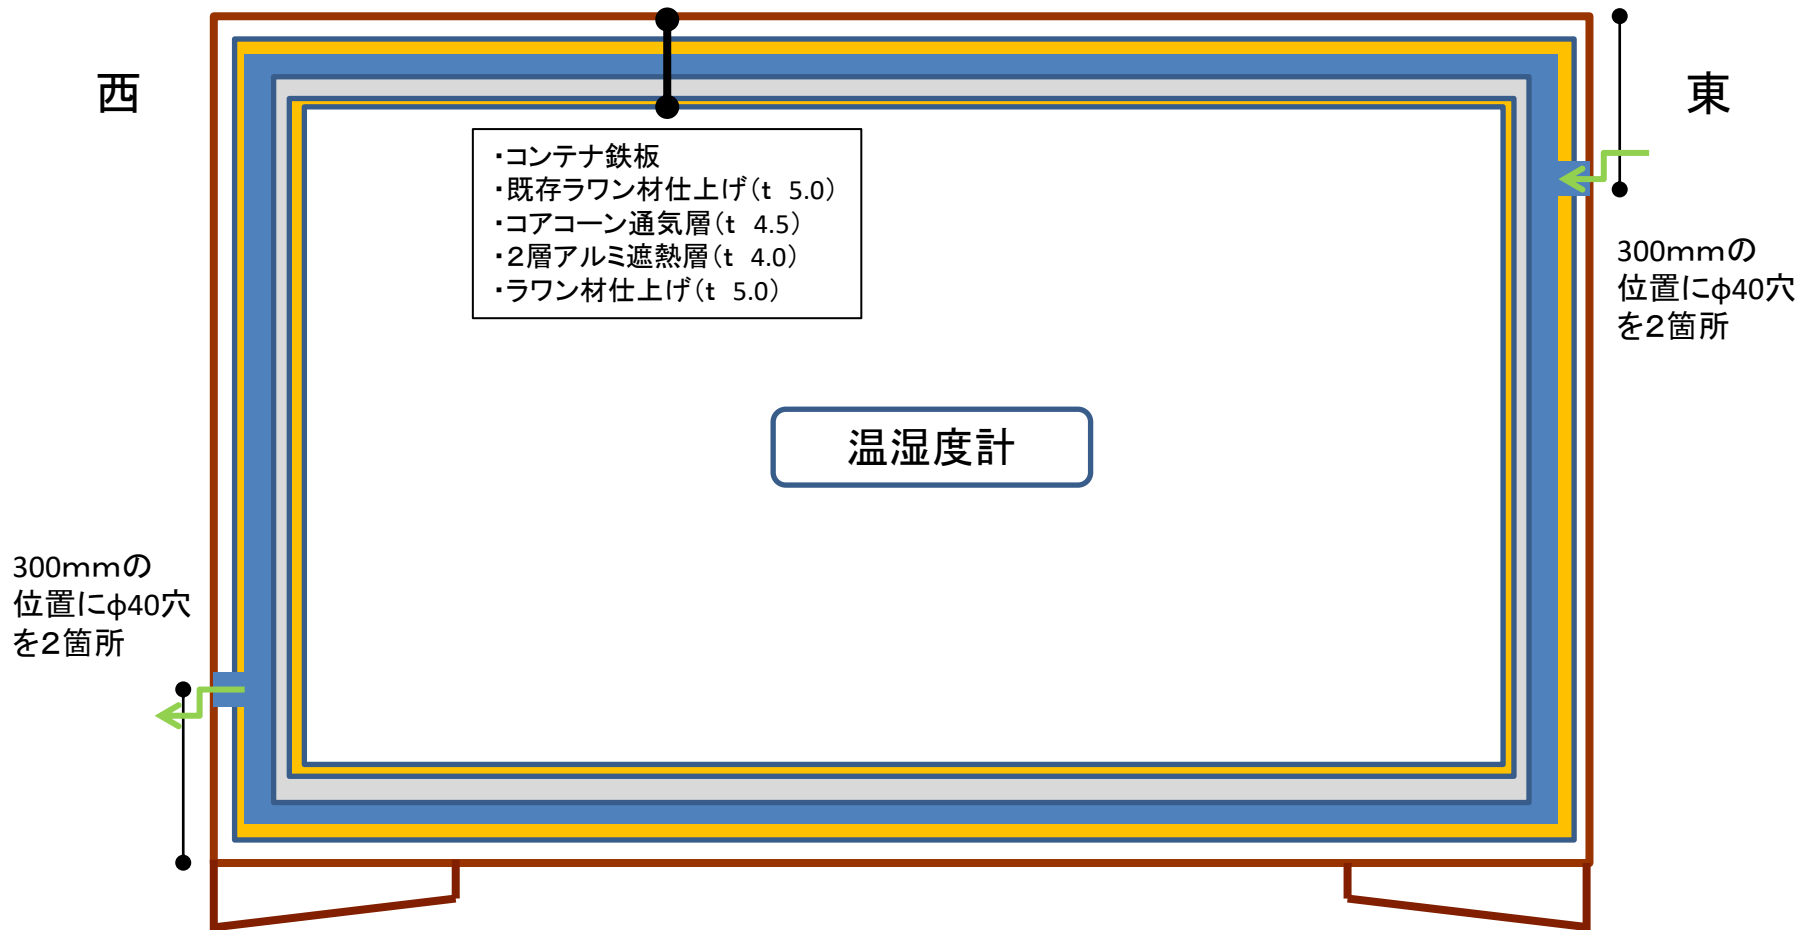 西
東
・コンテナ鉄板
・既存ラワン材仕上げ（t 5.0）
・コアコーン通気層（t 4.5）
・２層アルミ遮熱層（t 4.0）
・ラワン材仕上げ（t 5.0）
300ｍｍの
位置にφ40穴
を２箇所
温湿度計
300ｍｍの
位置にφ40穴
を２箇所